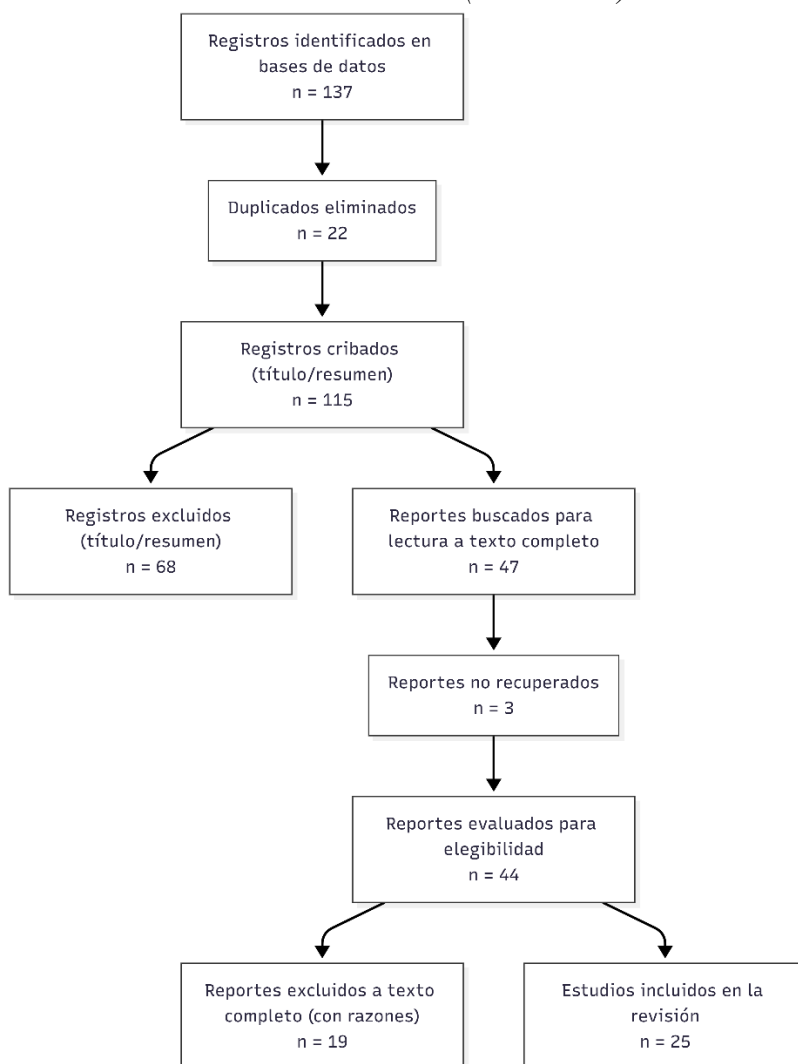 Registros identificados en
bases de datos
n = 137
Duplicados eliminados
n = 22
Registros cribados
(título/resumen)
n = 115
Registros excluidos
(título/resumen)
n = 68
Reportes buscados para
lectura a texto completo
n = 47
Reportes no recuperados
n = 3
Reportes evaluados para
elegibilidad
n = 44
Reportes excluidos a texto
completo (con razones)
n = 19
Estudios incluidos en la
revisión
n = 25